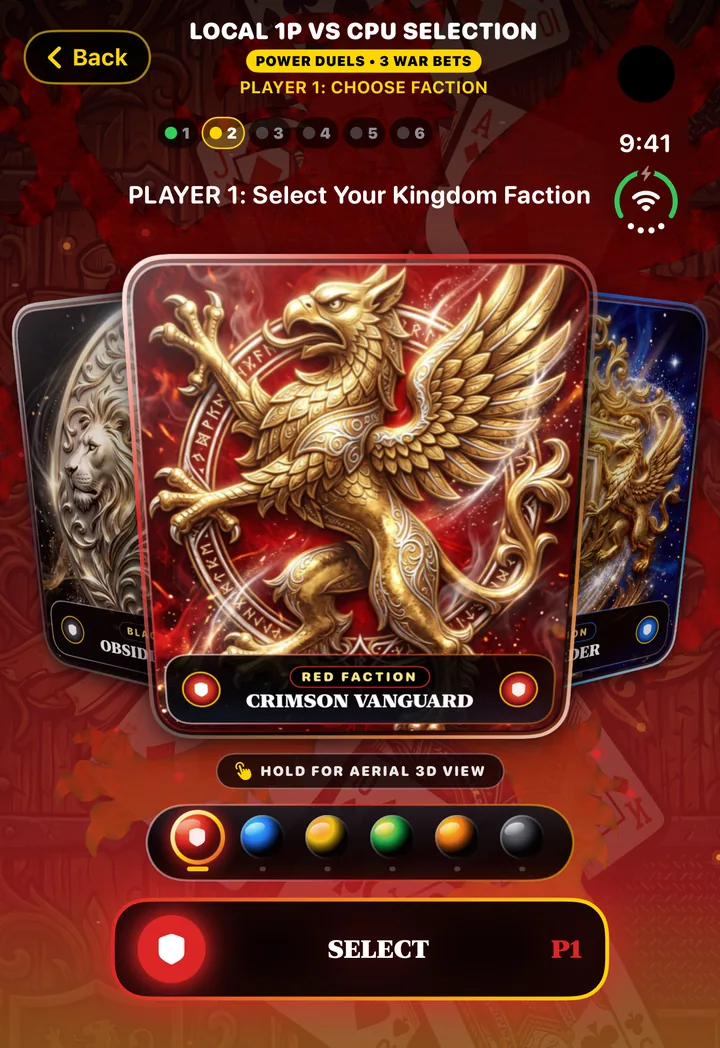 LOCAL 1P VS CPU SELECTION
Back
POWER DUELS • 3 WAR BETS
PLAYER 1: CHOOSE FACTION
1 2 3 4 5 6
9:41
PLAYER 1: Select Your Kingdom Faction
RED FACTION
CRIMSON VANGUARD
HOLD FOR AERIAL 3D VIEW
SELECT
P1